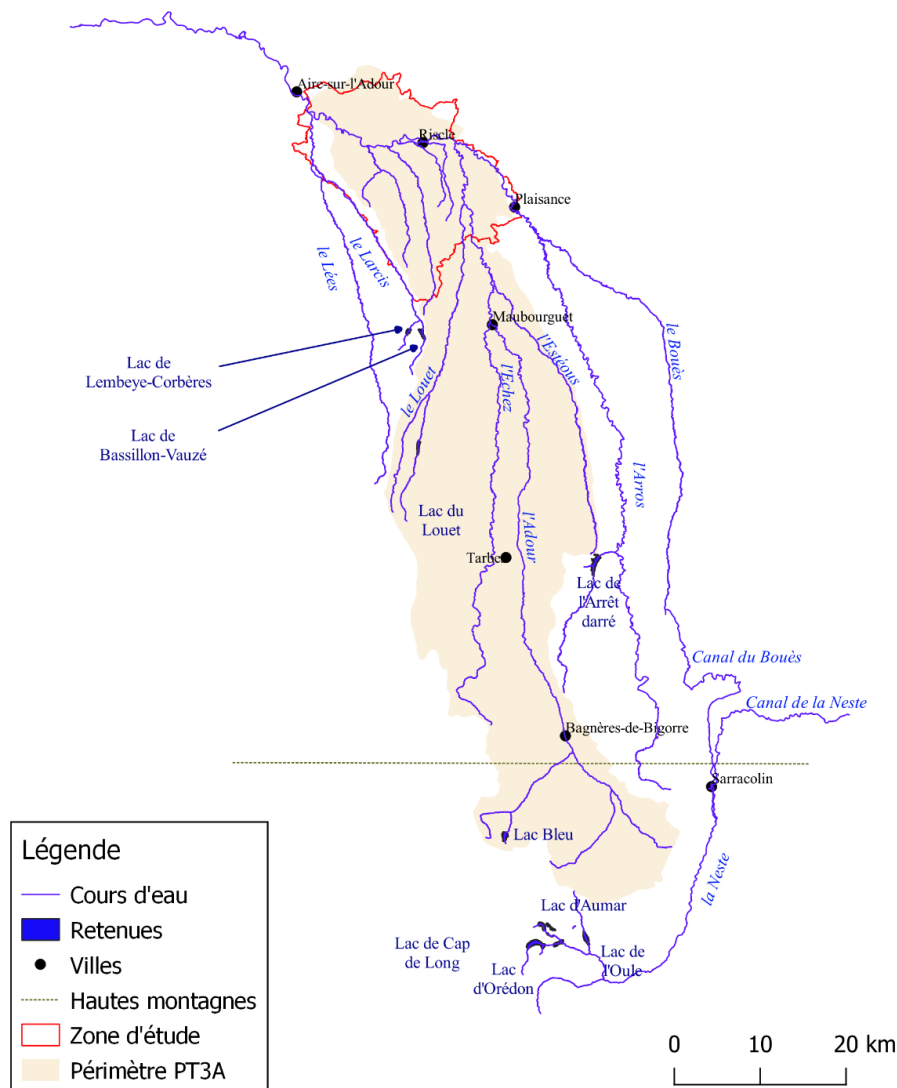 Aire-sur-l'Adour
Riscle
Plaisance
le Larcis
le Lées
Maubourguet
le Bouès
l'Estéous
Lac de
Lembeye-Corbères
le Louet
l'Echez
Lac de
Bassillon-Vauzé
l'Arros
Lac du
Louet
l'Adour
Tarbes
Lac de
l'Arrêt
darré
Canal du Bouès
Canal de la Neste
Bagnères-de-Bigorre
Sarracolin
Lac Bleu
la Neste
Lac d'Aumar
Lac de Cap
de Long
Lac de
l'Oule
Lac
d'Orédon
Légende
Cours d'eau
Retenues
Villes
Hautes montagnes
Zone d'étude
Périmètre PT3A
0 10 20 km